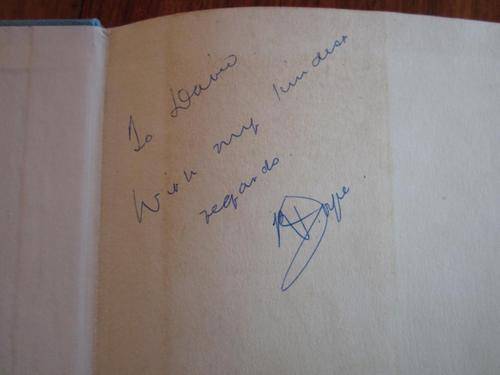 To David
With my kindest
regards.